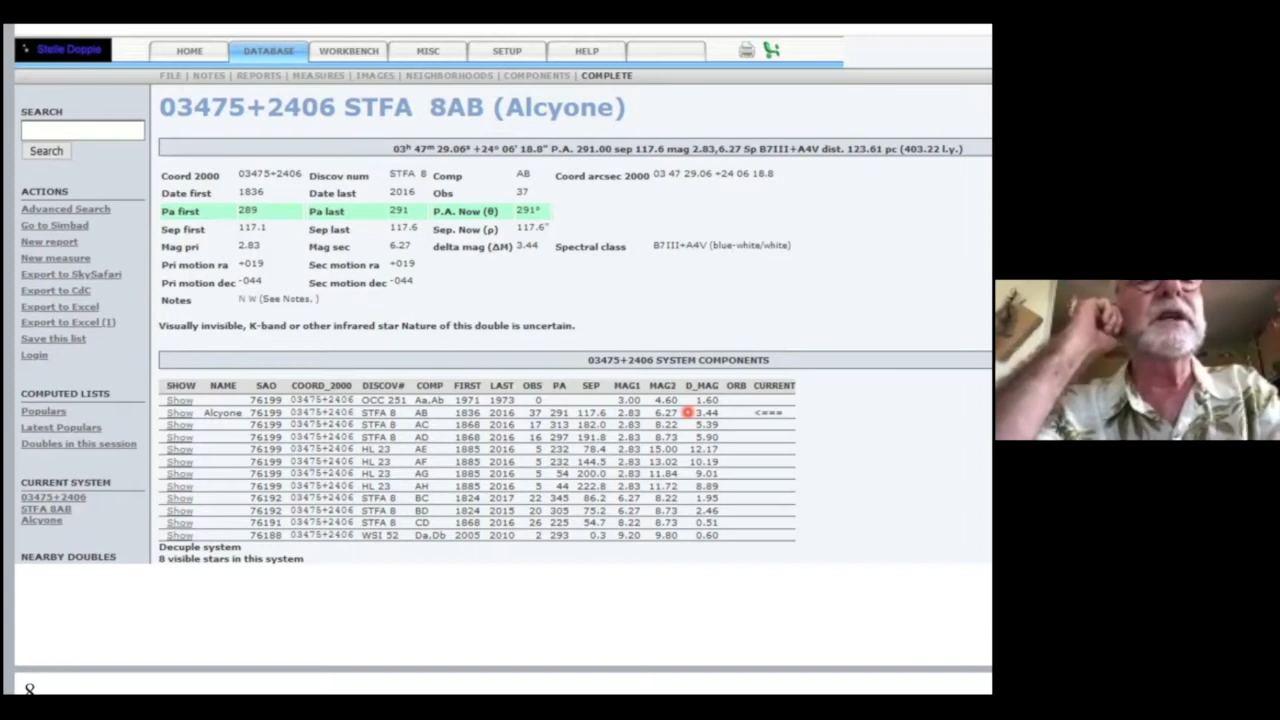 Stelle Doppie
HOME DATABASE WORKBENCH MISC SETUP HELP
FILE | NOTES | REPORTS | MEASURES | IMAGES | NEIGHBORHOODS | COMPONENTS | COMPLETE
SEARCH
Search
ACTIONS
Advanced Search
Go to Simbad
New report
New measure
Export to SkySafari
Export to CdC
Export to Excel
Export to Excel (I)
Save this list
Login
COMPUTED LISTS
Populars
Latest Populars
Doubles in this session
CURRENT SYSTEM
03475+2406
STFA 8AB
Alcyone
NEARBY DOUBLES
03475+2406 STFA 8AB (Alcyone)
03ʰ 47ᵐ 29.06ˢ +24° 06' 18.8" P.A. 291.00 sep 117.6 mag 2.83,6.27 Sp B7III+A4V dist. 123.61 pc (403.22 l.y.)
Coord 2000 03475+2406 Discov num STFA 8 Comp AB Coord arcsec 2000 03 47 29.06 +24 06 18.8
Date first 1836 Date last 2016 Obs 37
Pa first 289 Pa last 291 P.A. Now (θ) 291°
Sep first 117.1 Sep last 117.6 Sep. Now (ρ) 117.6"
Mag pri 2.83 Mag sec 6.27 delta mag (ΔM) 3.44 Spectral class B7III+A4V (blue-white/white)
Pri motion ra +019 Sec motion ra +019
Pri motion dec -044 Sec motion dec -044
Notes N W (See Notes. )
Visually invisible, K-band or other infrared star Nature of this double is uncertain.
03475+2406 SYSTEM COMPONENTS
SHOW NAME SAO COORD_2000 DISCOV# COMP FIRST LAST OBS PA SEP MAG1 MAG2 D_MAG ORB CURRENT
Show 76199 03475+2406 OCC 251 Aa,Ab 1971 1973 0 3.00 4.60 1.60
Show Alcyone 76199 03475+2406 STFA 8 AB 1836 2016 37 291 117.6 2.83 6.27 3.44 <===
Show 76199 03475+2406 STFA 8 AC 1868 2016 17 313 182.0 2.83 8.22 5.39
Show 76199 03475+2406 STFA 8 AD 1868 2016 16 297 191.8 2.83 8.73 5.90
Show 76199 03475+2406 HL 23 AE 1885 2016 5 232 78.4 2.83 15.00 12.17
Show 76199 03475+2406 HL 23 AF 1885 2016 5 232 144.5 2.83 13.02 10.19
Show 76199 03475+2406 HL 23 AG 1885 2016 5 54 200.0 2.83 11.84 9.01
Show 76199 03475+2406 HL 23 AH 1885 2016 5 44 222.8 2.83 11.72 8.89
Show 76192 03475+2406 STFA 8 BC 1824 2017 22 345 86.2 6.27 8.22 1.95
Show 76192 03475+2406 STFA 8 BD 1824 2015 20 305 75.2 6.27 8.73 2.46
Show 76191 03475+2406 STFA 8 CD 1868 2016 26 225 54.7 8.22 8.73 0.51
Show 76188 03475+2406 WSI 52 Da,Db 2005 2010 2 293 0.3 9.20 9.80 0.60
Decuple system
8 visible stars in this system
8